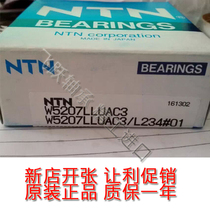 NTN
BEARINGS
NTN corporation
MADE IN JAPAN
NTN
161302
W5207LLUAC3
W5207LLUAC3/L234#01
新店开张 让利促销
原装正品 质保一年